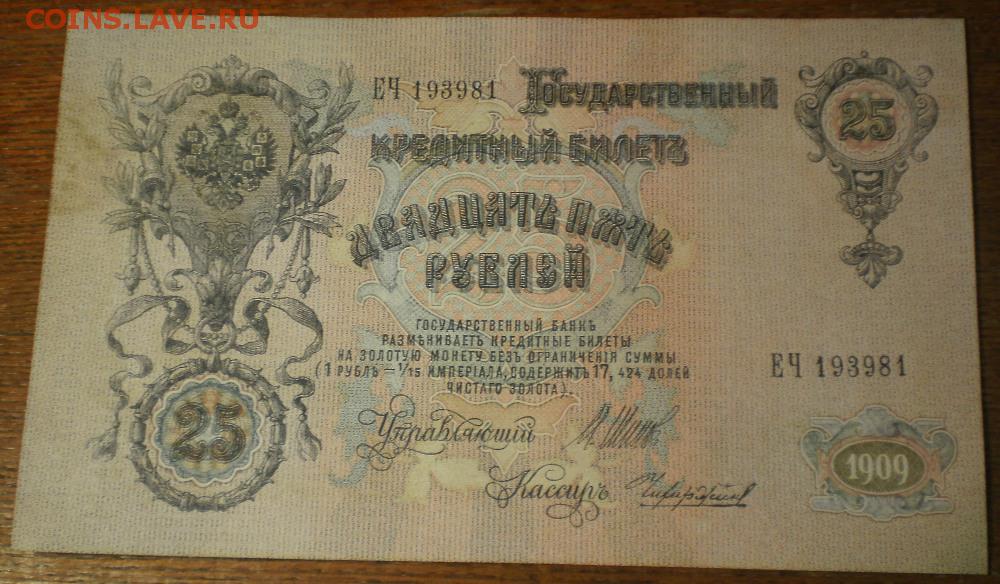 COINS.LAVE.RU
ЕЧ 193981 Государственный
25
Кредитный Билетъ
Двадцать пять
Рублей
Государственный Банкъ
размѣниваетъ кредитные билеты
на золотую монету безъ ограниченія суммы
(1 рубль – 1/15 имперіала, содержитъ 17, 424 долей
чистаго золота).
ЕЧ 193981
25
Управляющій
Кассиръ
1909